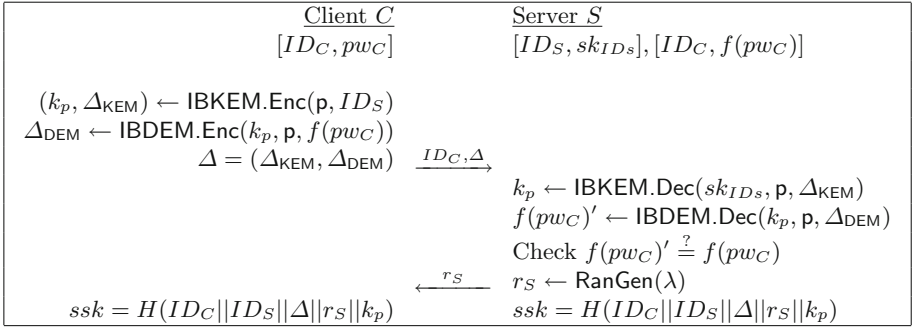 Client C Server S
[ID_C, pw_C] [ID_S, sk_{IDs}], [ID_C, f(pw_C)]
(k_p, Δ_KEM) ← IBKEM.Enc(p, ID_S)
Δ_DEM ← IBDEM.Enc(k_p, p, f(pw_C))
Δ = (Δ_KEM, Δ_DEM) ID_C, Δ →
k_p ← IBKEM.Dec(sk_{IDs}, p, Δ_KEM)
f(pw_C)′ ← IBDEM.Dec(k_p, p, Δ_DEM)
Check f(pw_C)′ ≟ f(pw_C)
← r_S r_S ← RanGen(λ)
ssk = H(ID_C||ID_S||Δ||r_S||k_p) ssk = H(ID_C||ID_S||Δ||r_S||k_p)